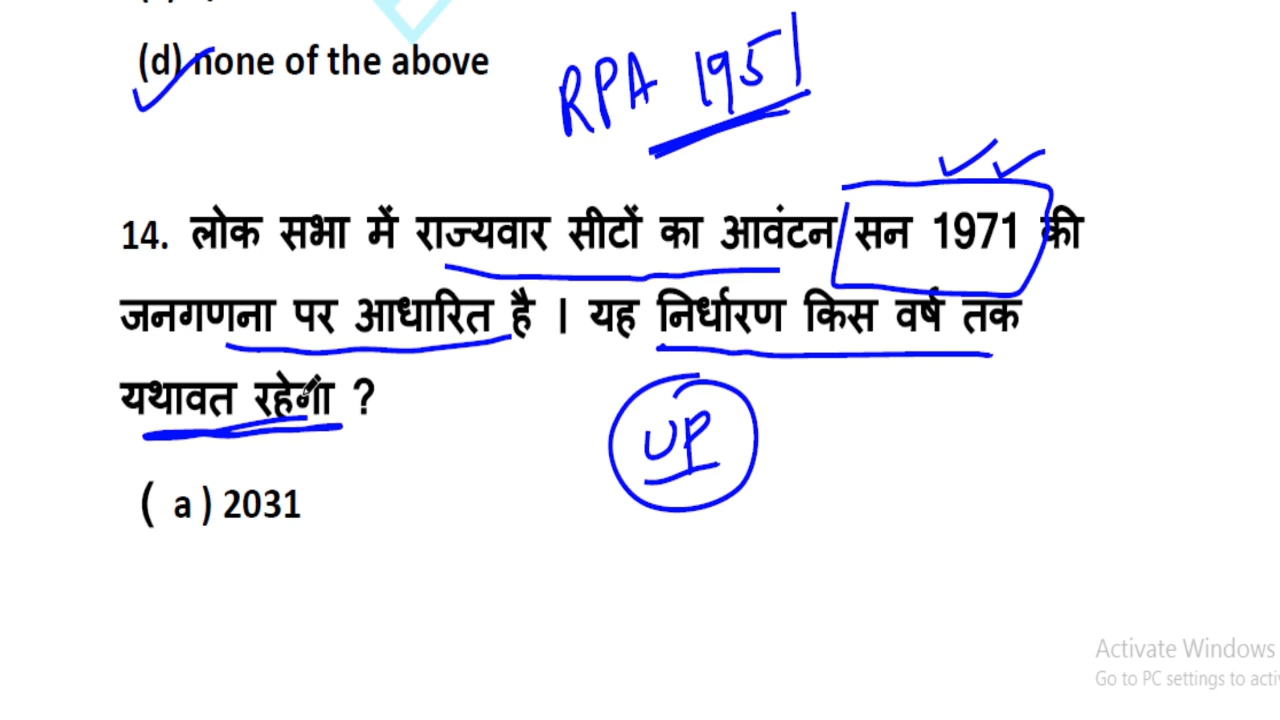 (d) none of the above
RPA 1951
14. लोक सभा में राज्यवार सीटों का आवंटन सन 1971 की
जनगणना पर आधारित है । यह निर्धारण किस वर्ष तक
यथावत रहेगा ?
UP
( a ) 2031
Activate Windows
Go to PC settings to acti